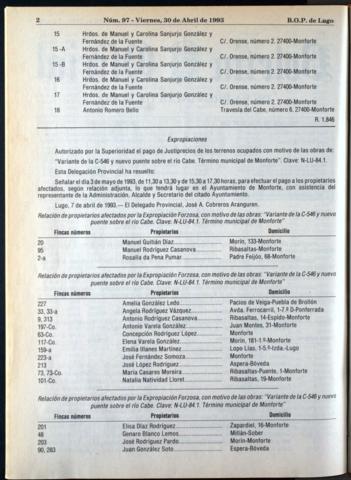 2 Núm. 97 - Viernes, 30 de Abril de 1993 B.O.P. de Lugo
15 Hrdos. de Manuel y Carolina Sanjurjo González y
Fernández de la Fuente C/. Orense, número 2. 27400-Monforte
15 -A Hrdos. de Manuel y Carolina Sanjurjo González y
Fernández de la Fuente C/. Orense, número 2. 27400-Monforte
15 -B Hrdos. de Manuel y Carolina Sanjurjo González y
Fernández de la Fuente C/. Orense, número 2. 27400-Monforte
16 Hrdos. de Manuel y Carolina Sanjurjo González y
Fernández de la Fuente C/. Orense, número 2. 27400-Monforte
17 Hrdos. de Manuel y Carolina Sanjurjo González y
Fernández de la Fuente C/. Orense, número 2. 27400-Monforte
18 Antonio Romero Bello Travesía del Cabe, número 6. 27400-Monforte
R. 1.846
Expropiaciones
Autorizado por la Superioridad el pago de Justiprecios de los terrenos ocupados con motivo de las obras de:
"Variante de la C-546 y nuevo puente sobre el río Cabe. Término municipal de Monforte". Clave: N-LU-84.1.
Esta Delegación Provincial ha resuelto:
Señalar el día 3 de mayo de 1993, de 11,30 a 13,30 y de 15,30 a 17,30 horas, para efectuar el pago a los propietarios
afectados, según relación adjunta, lo que tendrá lugar en el Ayuntamiento de Monforte, con asistencia del
representante de la Administración, Alcalde y Secretario del citado Ayuntamiento.
Lugo, 7 de abril de 1993.— El Delegado Provincial, José A. Cobreros Aranguren.
Relación de propietarios afectados por la Expropiación Forzosa, con motivo de las obras: "Variante de la C-546 y nuevo
puente sobre el río Cabe. Clave: N-LU-84.1. Término municipal de Monforte"
Fincas números Propietarios Domicilio
20 Manuel Guitián Díaz Morín, 133-Monforte
95 Manuel Rodríguez Casanova Ribasaltas-Monforte
2-a Rosalía da Pena Pumar Padre Feijóo, 68-Monforte
Relación de propietarios afectados por la Expropiación Forzosa, con motivo de las obras: "Variante de la C-546 y nuevo
puente sobre el río Cabe. Clave: N-LU-84.1. Término municipal de Monforte"
Fincas números Propietarios Domicilio
227 Amelia González Ledo Pacios de Veiga-Puebla de Brollón
33, 33-a Angela Rodríguez Vázquez Avda. Ferrocarril, 1-7.º D-Ponferrada
9, 313 Antonio Rodríguez Casanova Ribasaltas, 14-Espiño-Monforte
197-Co. Antonio Varela González Juan Montes, 31-Monforte
63-Co. Concepción Rodríguez López Monforte
117-Co. Elena Varela González Morín, 181-1.º-Monforte
159-a Emilia Illanes Martínez Lopo Lías, 1-5.º-Izda.-Lugo
223-a José Fernández Somoza Monforte
213 José López Rodríguez Aspera-Bóveda
73, 73-Co. María Casares Moreira Ribasaltas-Puente, 1-Monforte
101-Co. Natalia Natividad Lloret Ribasaltas, 19-Monforte
Relación de propietarios afectados por la Expropiación Forzosa, con motivo de las obras: "Variante de la C-546 y nuevo
puente sobre el río Cabe. Clave: N-LU-84.1. Término municipal de Monforte"
Fincas números Propietarios Domicilio
201 Elisa Díaz Rodríguez Zapardiel, 16-Monforte
48 Genaro Blanco Lemos Millán-Sober
203 José Rodríguez Pardo Morín-Monforte
90, 283 Juan González Soto Espera-Bóveda